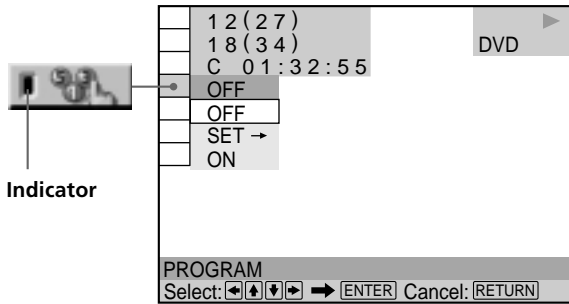 12(27)
18(34)
C 01:32:55
DVD
OFF
OFF
SET →
ON
Indicator
PROGRAM
Select: ← ↑ ↓ → → ENTER Cancel: RETURN